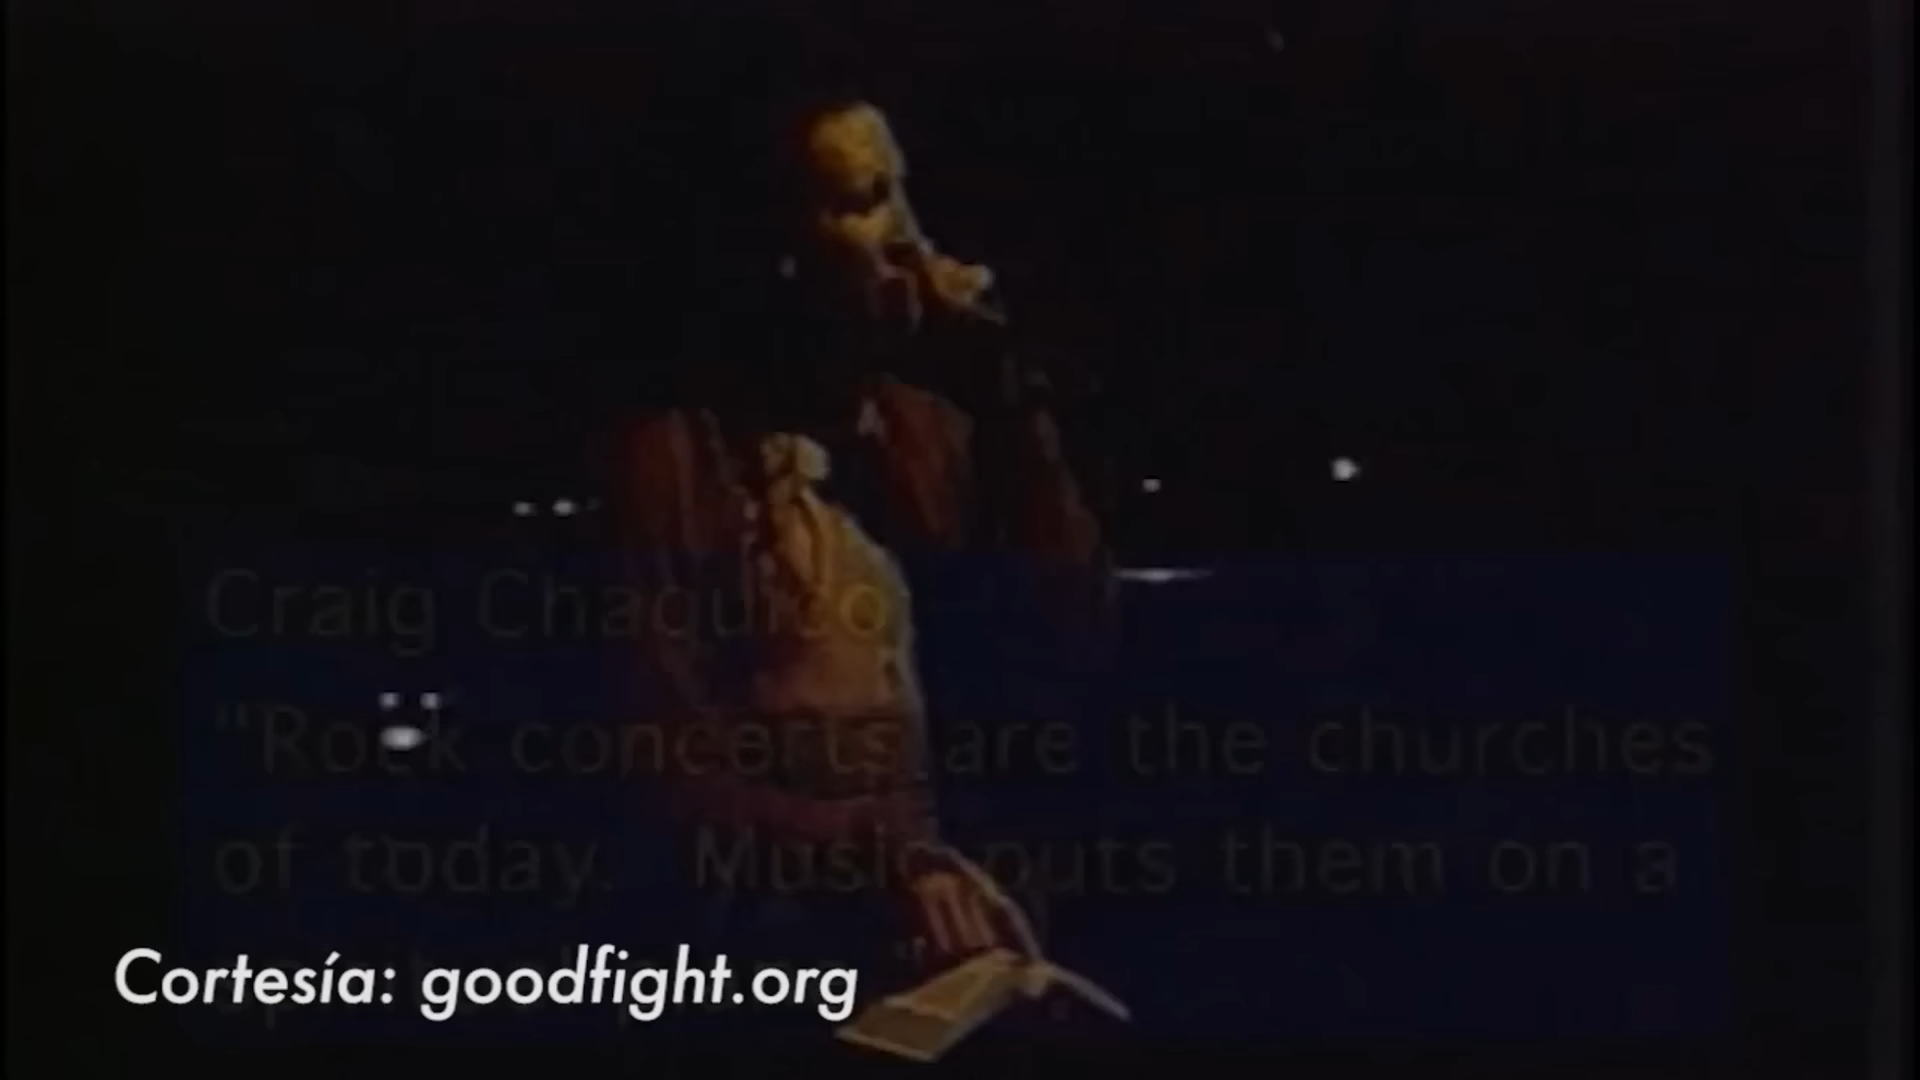 Craig Chaquico
"Rock concerts are the churches
of today. Music puts them on a
Cortesía: goodfight.org